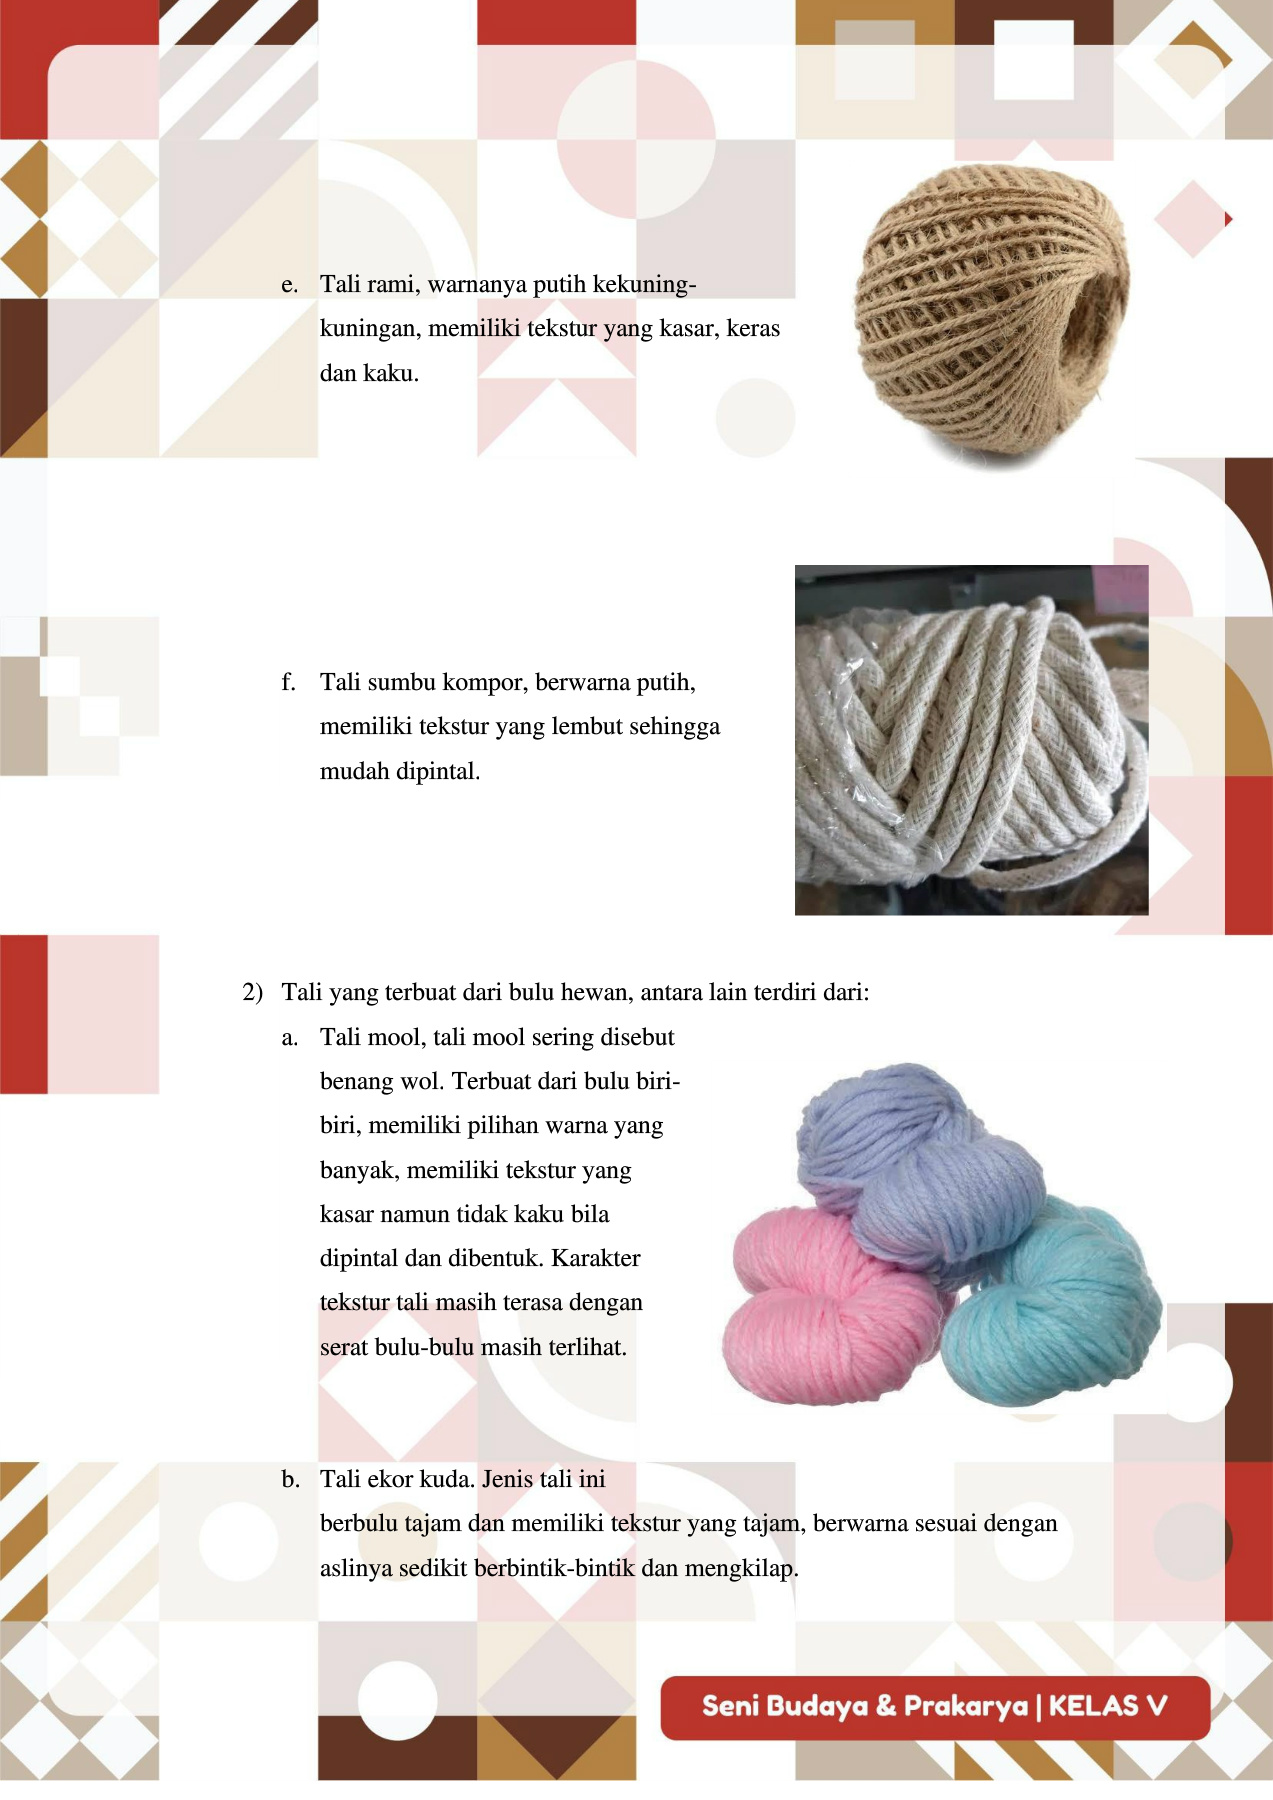 e. Tali rami, warnanya putih kekuning-
kuningan, memiliki tekstur yang kasar, keras
dan kaku.
f. Tali sumbu kompor, berwarna putih,
memiliki tekstur yang lembut sehingga
mudah dipintal.
2) Tali yang terbuat dari bulu hewan, antara lain terdiri dari:
a. Tali mool, tali mool sering disebut
benang wol. Terbuat dari bulu biri-
biri, memiliki pilihan warna yang
banyak, memiliki tekstur yang
kasar namun tidak kaku bila
dipintal dan dibentuk. Karakter
tekstur tali masih terasa dengan
serat bulu-bulu masih terlihat.
b. Tali ekor kuda. Jenis tali ini
berbulu tajam dan memiliki tekstur yang tajam, berwarna sesuai dengan
aslinya sedikit berbintik-bintik dan mengkilap.
Seni Budaya & Prakarya | KELAS V